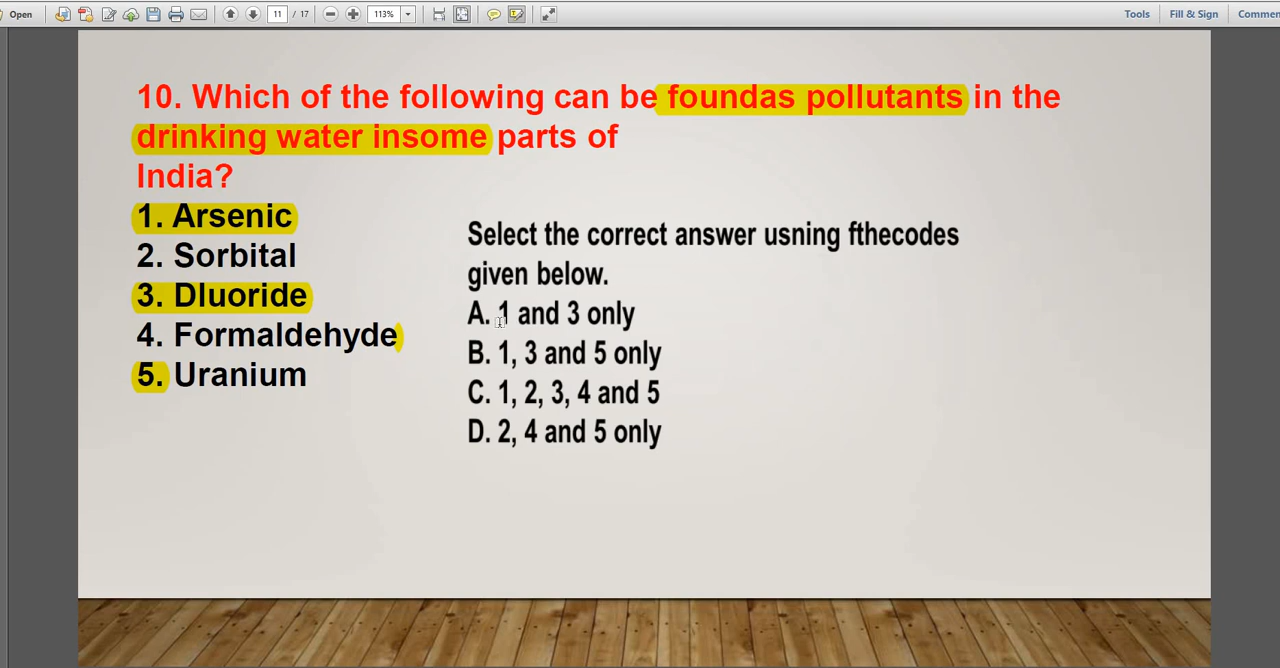 Open 11 / 17 113% Tools Fill & Sign Commen
10. Which of the following can be foundas pollutants in the
drinking water insome parts of
India?
1. Arsenic
2. Sorbital
3. Dluoride
4. Formaldehyde
5. Uranium
Select the correct answer usning fthecodes
given below.
A. 1 and 3 only
B. 1, 3 and 5 only
C. 1, 2, 3, 4 and 5
D. 2, 4 and 5 only